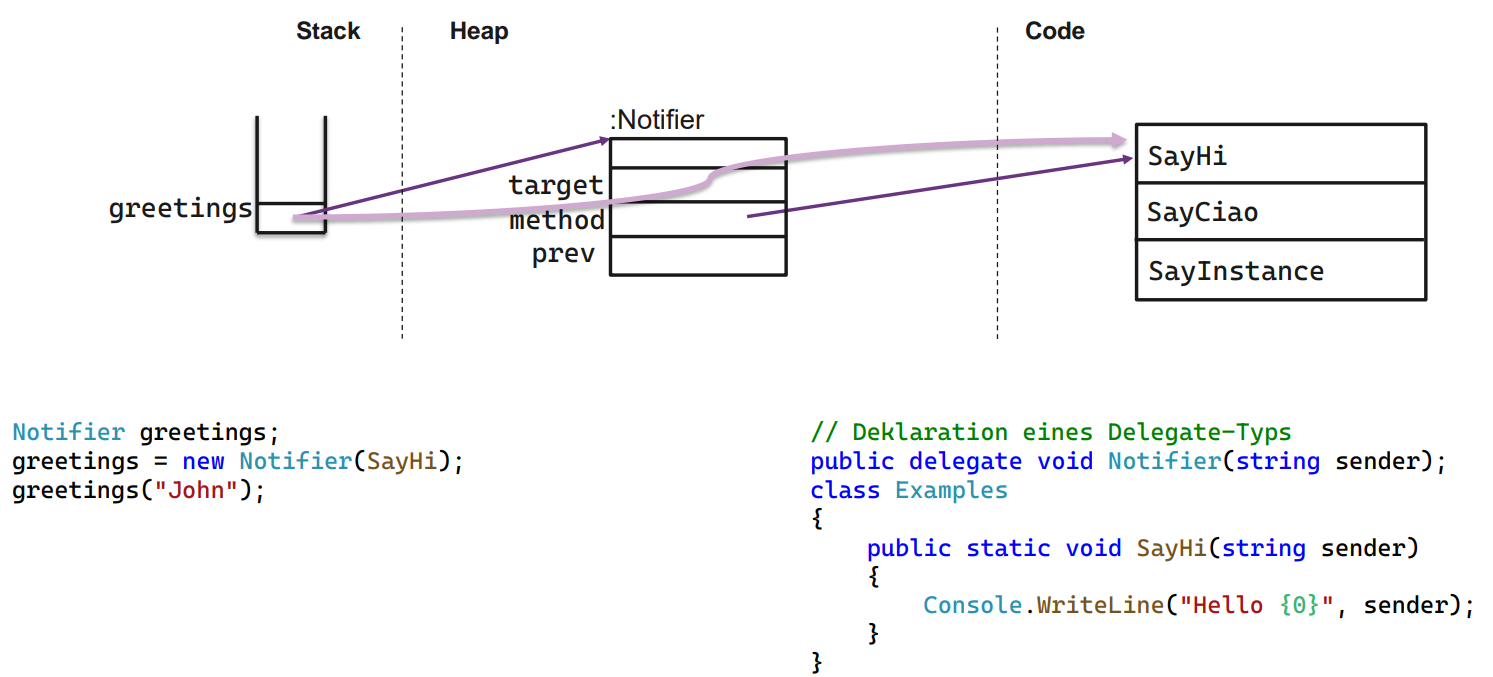 Stack
Heap
Code
:Notifier
greetings
target
method
prev
SayHi
SayCiao
SayInstance
Notifier greetings;
greetings = new Notifier(SayHi);
greetings("John");
// Deklaration eines Delegate-Typs
public delegate void Notifier(string sender);
class Examples
{
    public static void SayHi(string sender)
    {
        Console.WriteLine("Hello {0}", sender);
    }
}